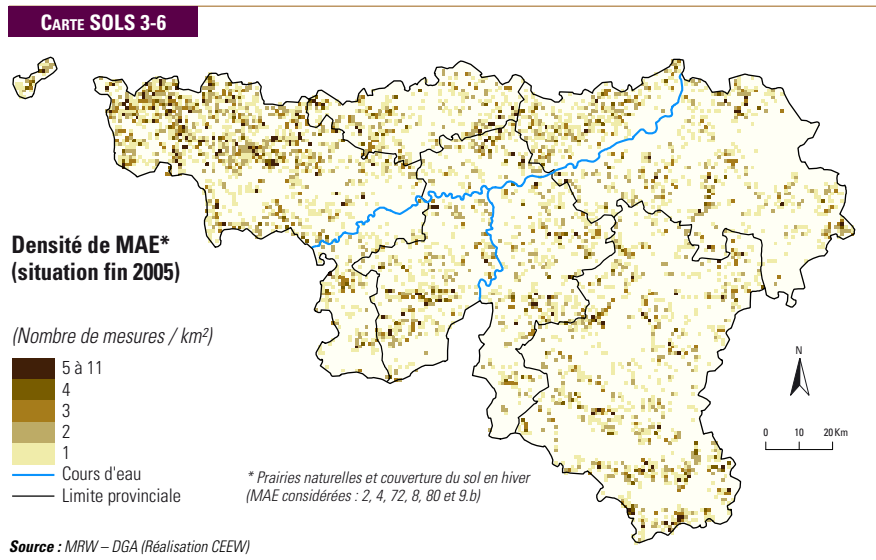 CARTE SOLS 3-6
Densité de MAE*
(situation fin 2005)
(Nombre de mesures / km²)
5 à 11
4
3
2
1
Cours d'eau
Limite provinciale
* Prairies naturelles et couverture du sol en hiver
(MAE considérées : 2, 4, 72, 8, 80 et 9.b)
N
0 10 20 Km
Source : MRW – DGA (Réalisation CEEW)